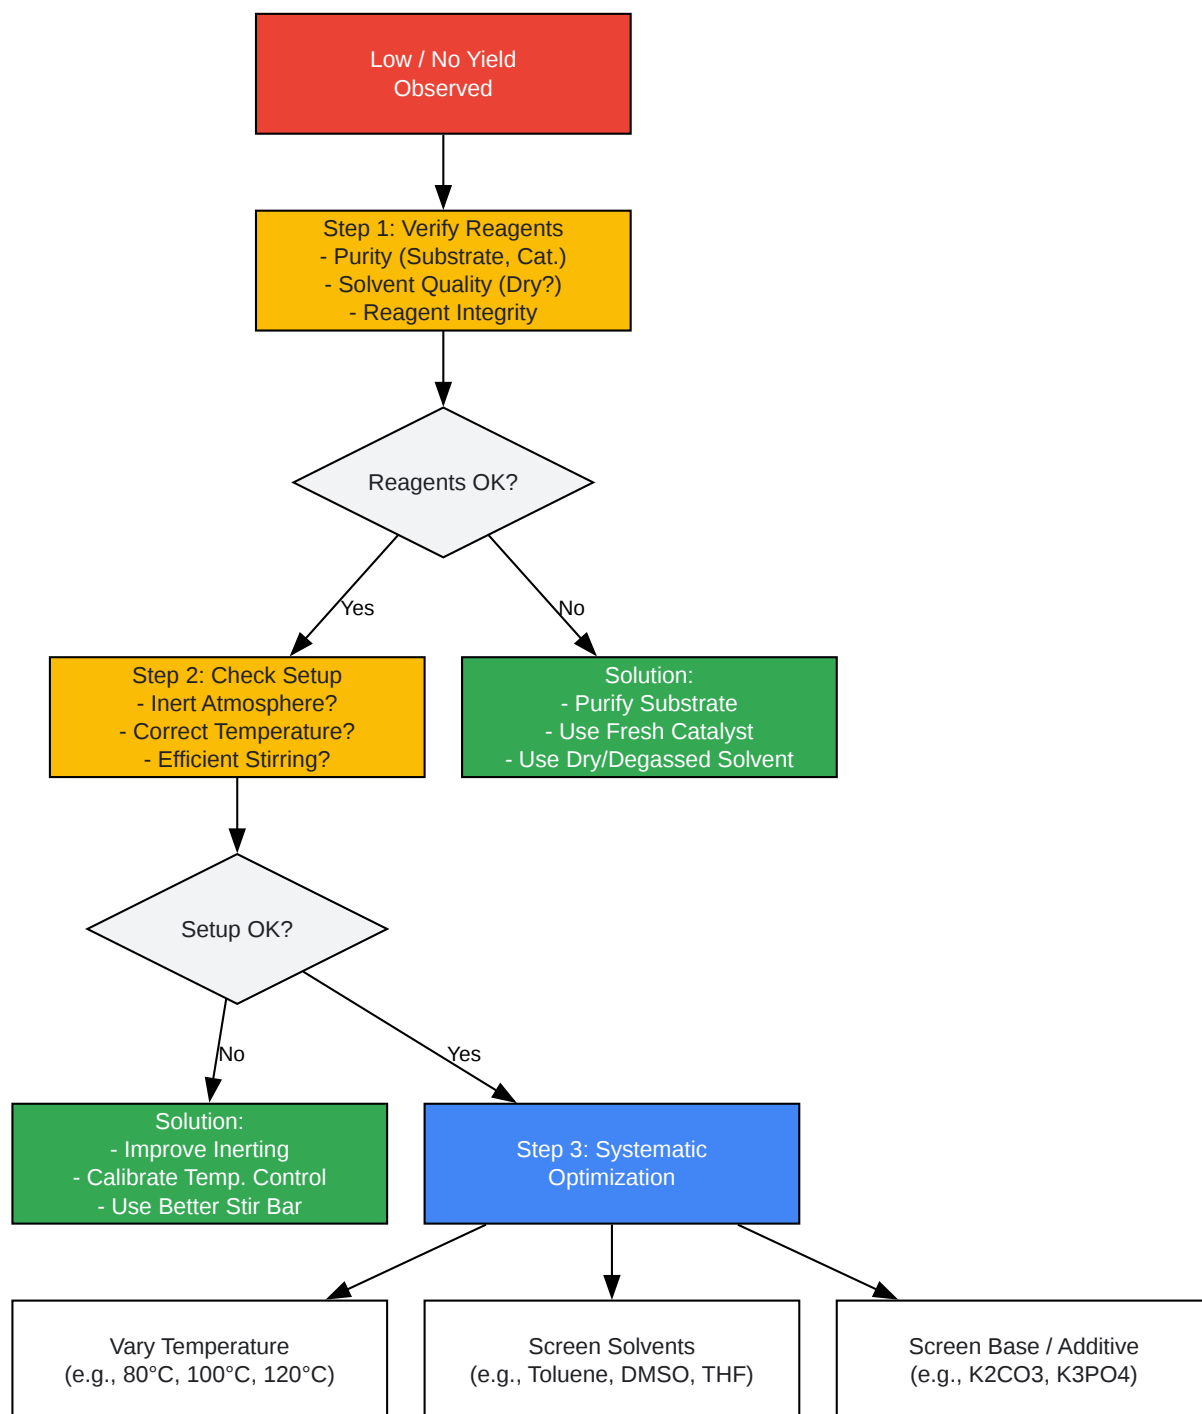 Low / No Yield
Observed
Step 1: Verify Reagents
- Purity (Substrate, Cat.)
- Solvent Quality (Dry?)
- Reagent Integrity
Reagents OK?
Yes
No
Step 2: Check Setup
- Inert Atmosphere?
- Correct Temperature?
- Efficient Stirring?
Solution:
- Purify Substrate
- Use Fresh Catalyst
- Use Dry/Degassed Solvent
Setup OK?
No
Yes
Solution:
- Improve Inerting
- Calibrate Temp. Control
- Use Better Stir Bar
Step 3: Systematic
Optimization
Vary Temperature
(e.g., 80°C, 100°C, 120°C)
Screen Solvents
(e.g., Toluene, DMSO, THF)
Screen Base / Additive
(e.g., K2CO3, K3PO4)